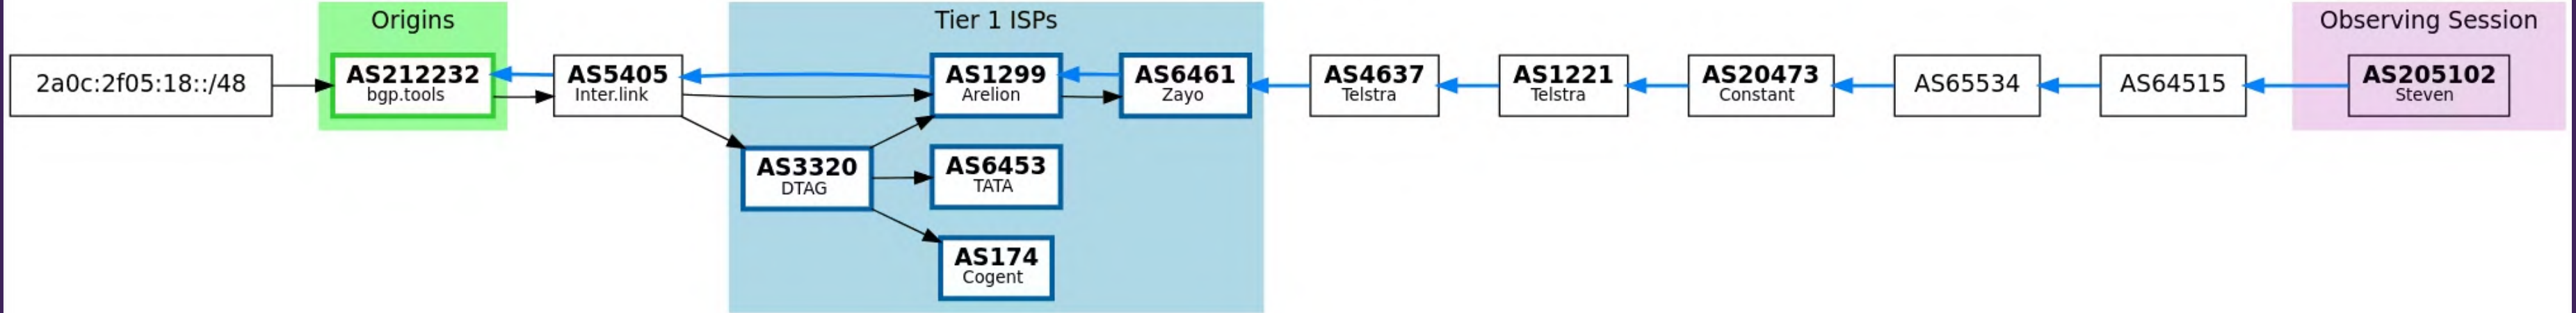 Origins
Tier 1 ISPs
Observing Session
2a0c:2f05:18::/48
AS212232
bgp.tools
AS5405
Inter.link
AS1299
Arelion
AS6461
Zayo
AS4637
Telstra
AS1221
Telstra
AS20473
Constant
AS65534
AS64515
AS205102
Steven
AS3320
DTAG
AS6453
TATA
AS174
Cogent